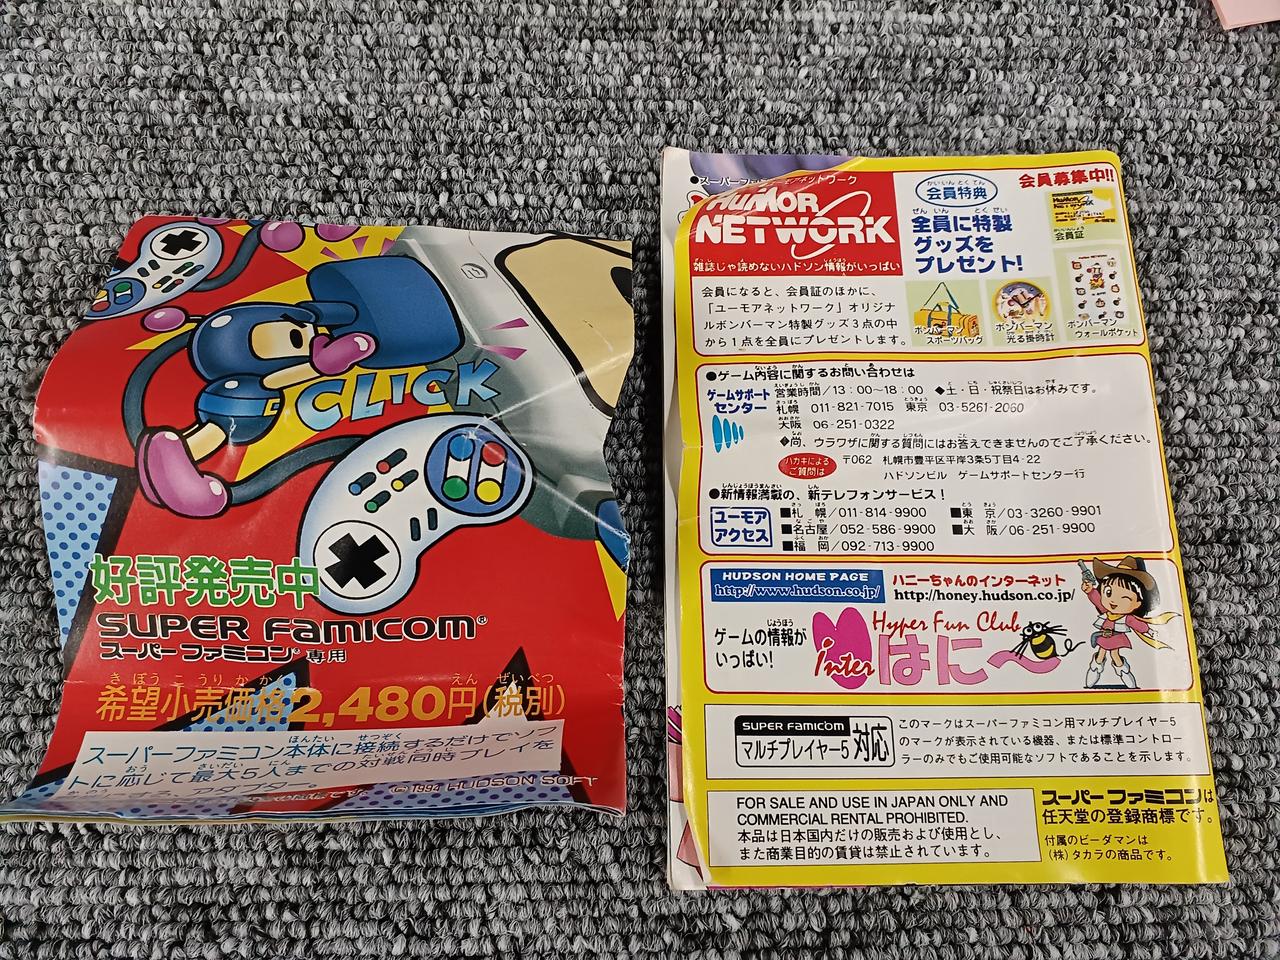 CLICK
好評発売中
SUPER FAMICOM®
スーパーファミコン®専用
希望小売価格2,480円(税別)
スーパーファミコン本体に接続するだけでソフ
トに応じて最大5人までの対戦同時プレイを
©1994 HUDSON SOFT
HUMOR
NETWORK
雑誌じゃ読めないハドソン情報がいっぱい
会員特典
会員募集中!!
全員に特製
グッズを
プレゼント!
会員証
会員になると、会員証のほかに、
「ユーモアネットワーク」オリジナ
ルボンバーマン特製グッズ3点の中
から1点を全員にプレゼントします。
ボンバーマン
スポーツバッグ
ボンバーマン
光る掛時計
ボンバーマン
ウォールポケット
●ゲーム内容に関するお問い合わせは
ゲームサポート
センター
営業時間/13:00~18:00 ◆土・日・祝祭日はお休みです。
札幌 011-821-7015 東京 03-5261-2060
大阪 06-251-0322
◆尚、ウラワザに関する質問にはお答えできませんのでご了承ください。
ハガキによる
ご質問は
〒062 札幌市豊平区平岸3条5丁目4-22
ハドソンビル ゲームサポートセンター行
●新情報満載の、新テレフォンサービス!
ユーモア
アクセス
■札幌/011-814-9900 ■東京/03-3260-9901
■名古屋/052-586-9900 ■大阪/06-251-9900
■福岡/092-713-9900
HUDSON HOME PAGE
http://www.hudson.co.jp/
ハニーちゃんのインターネット
http://honey.hudson.co.jp/
ゲームの情報が
いっぱい!
Hyper Fun Club
Inter はに~
SUPER FAMICOM
マルチプレイヤー5 対応
このマークはスーパーファミコン用マルチプレイヤー5
のマークが表示されている機器、または標準コントロー
ラーのみでもご使用可能なソフトであることを示します。
FOR SALE AND USE IN JAPAN ONLY AND
COMMERCIAL RENTAL PROHIBITED.
本品は日本国内だけの販売および使用とし、
また商業目的の賃貸は禁止されています。
スーパーファミコンは
任天堂の登録商標です。
付属のビーダマンは
(株)タカラの商品です。